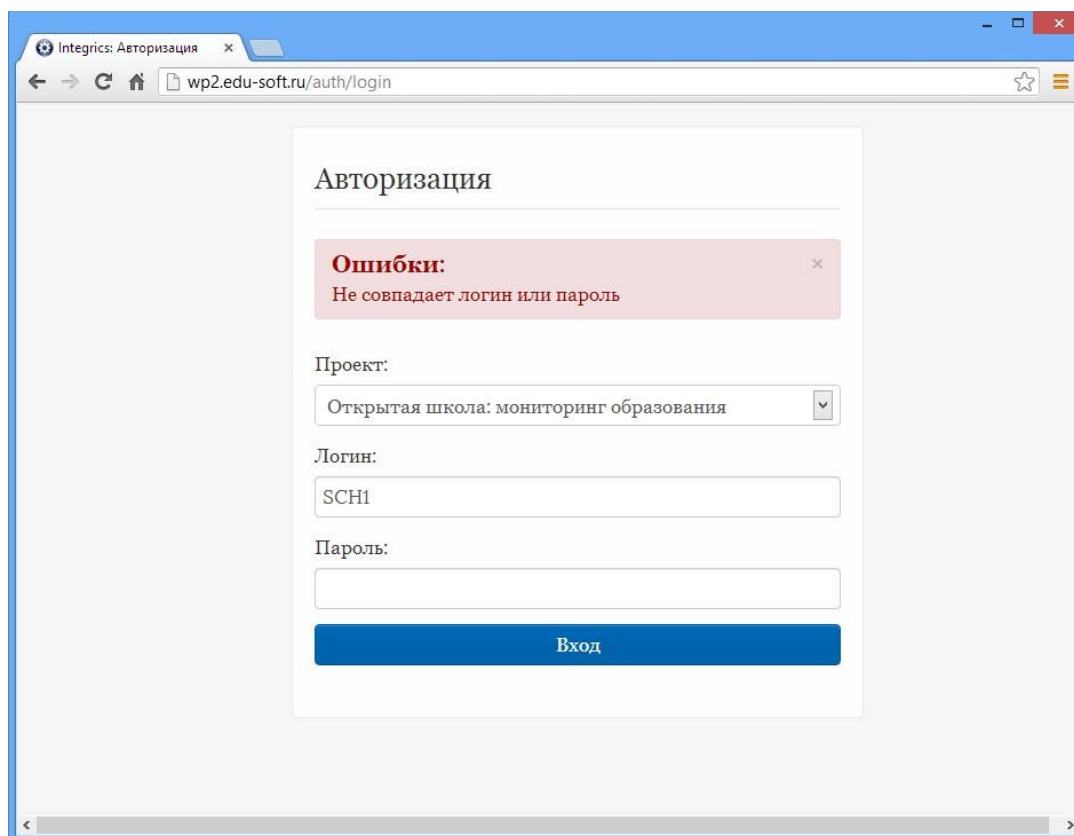 Integrics: Авторизация
wp2.edu-soft.ru/auth/login
Авторизация
Ошибки:
Не совпадает логин или пароль
Проект:
Открытая школа: мониторинг образования
Логин:
SCH1
Пароль:
Вход